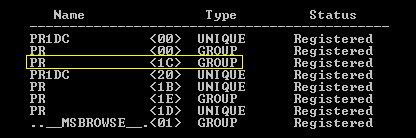 Name Type Status
---------------------------------------------
PR1DC <00> UNIQUE Registered
PR <00> GROUP Registered
PR <1C> GROUP Registered
PR1DC <20> UNIQUE Registered
PR <1B> UNIQUE Registered
PR <1E> GROUP Registered
PR <1D> UNIQUE Registered
..__MSBROWSE__.<01> GROUP Registered